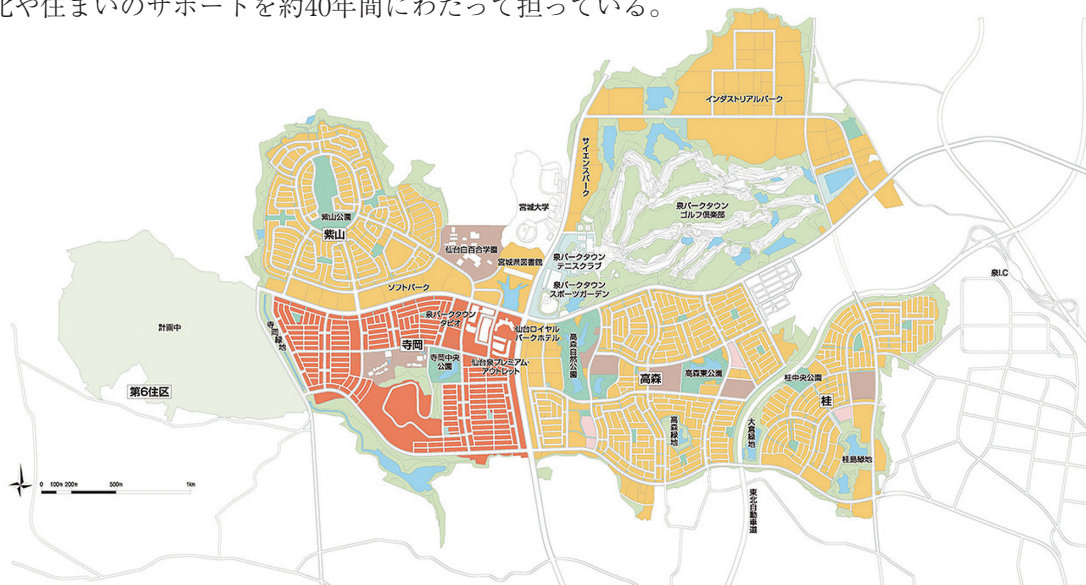 化や住まいのサポートを約40年間にわたって担っている。
インダストリアルパーク
サイエンスパーク
宮城大学
泉パークタウン
ゴルフ倶楽部
紫山公園
紫山
仙台白百合学園
宮城県図書館
泉パークタウン
テニスクラブ
泉パークタウン
スポーツガーデン
泉I.C
ソフトパーク
計画中
寺岡緑地
泉パークタウン
タピオ
仙台ロイヤル
パークホテル
寺岡
寺岡中央
公園
仙台泉プレミアム・
アウトレット
高森自然公園
高森
高森東公園
桂中央公園
桂
第6住区
高森緑地
大倉緑地
桂島緑地
0 100m 200m 500m 1km
東北自動車道